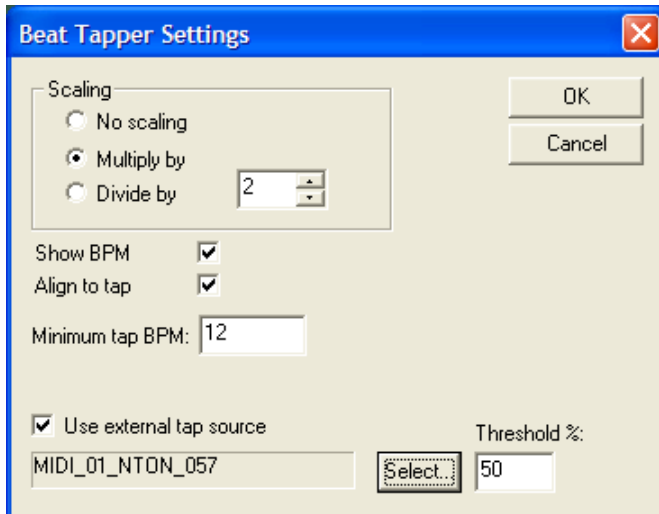 Beat Tapper Settings
Scaling
No scaling
Multiply by
Divide by
2
OK
Cancel
Show BPM
Align to tap
Minimum tap BPM: 12
Use external tap source
Threshold %:
MIDI_01_NTON_057 Select... 50